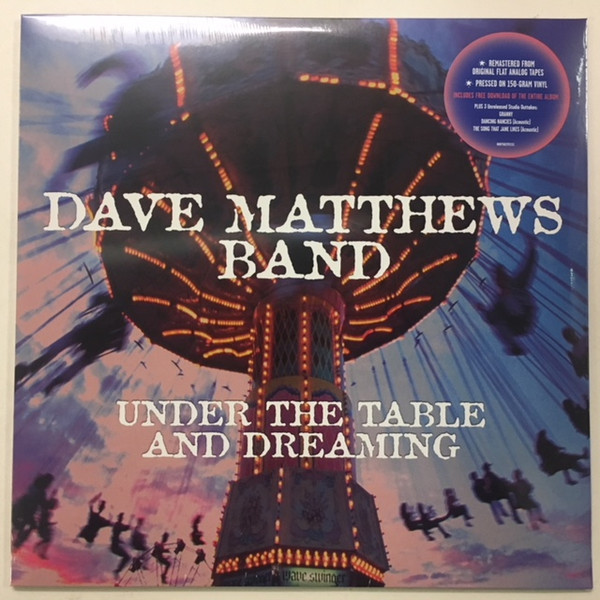 ★ REMASTERED FROM
ORIGINAL FLAT ANALOG TAPES
★ PRESSED ON 150-GRAM VINYL
INCLUDES FREE DOWNLOAD OF THE ENTIRE ALBUM
PLUS 3 Unreleased Studio Outtakes:
GRANNY
DANCING NANCIES (Acoustic)
THE SONG THAT JANE LIKES (Acoustic)
DAVE MATTHEWS
BAND
UNDER THE TABLE
AND DREAMING
wave swinger